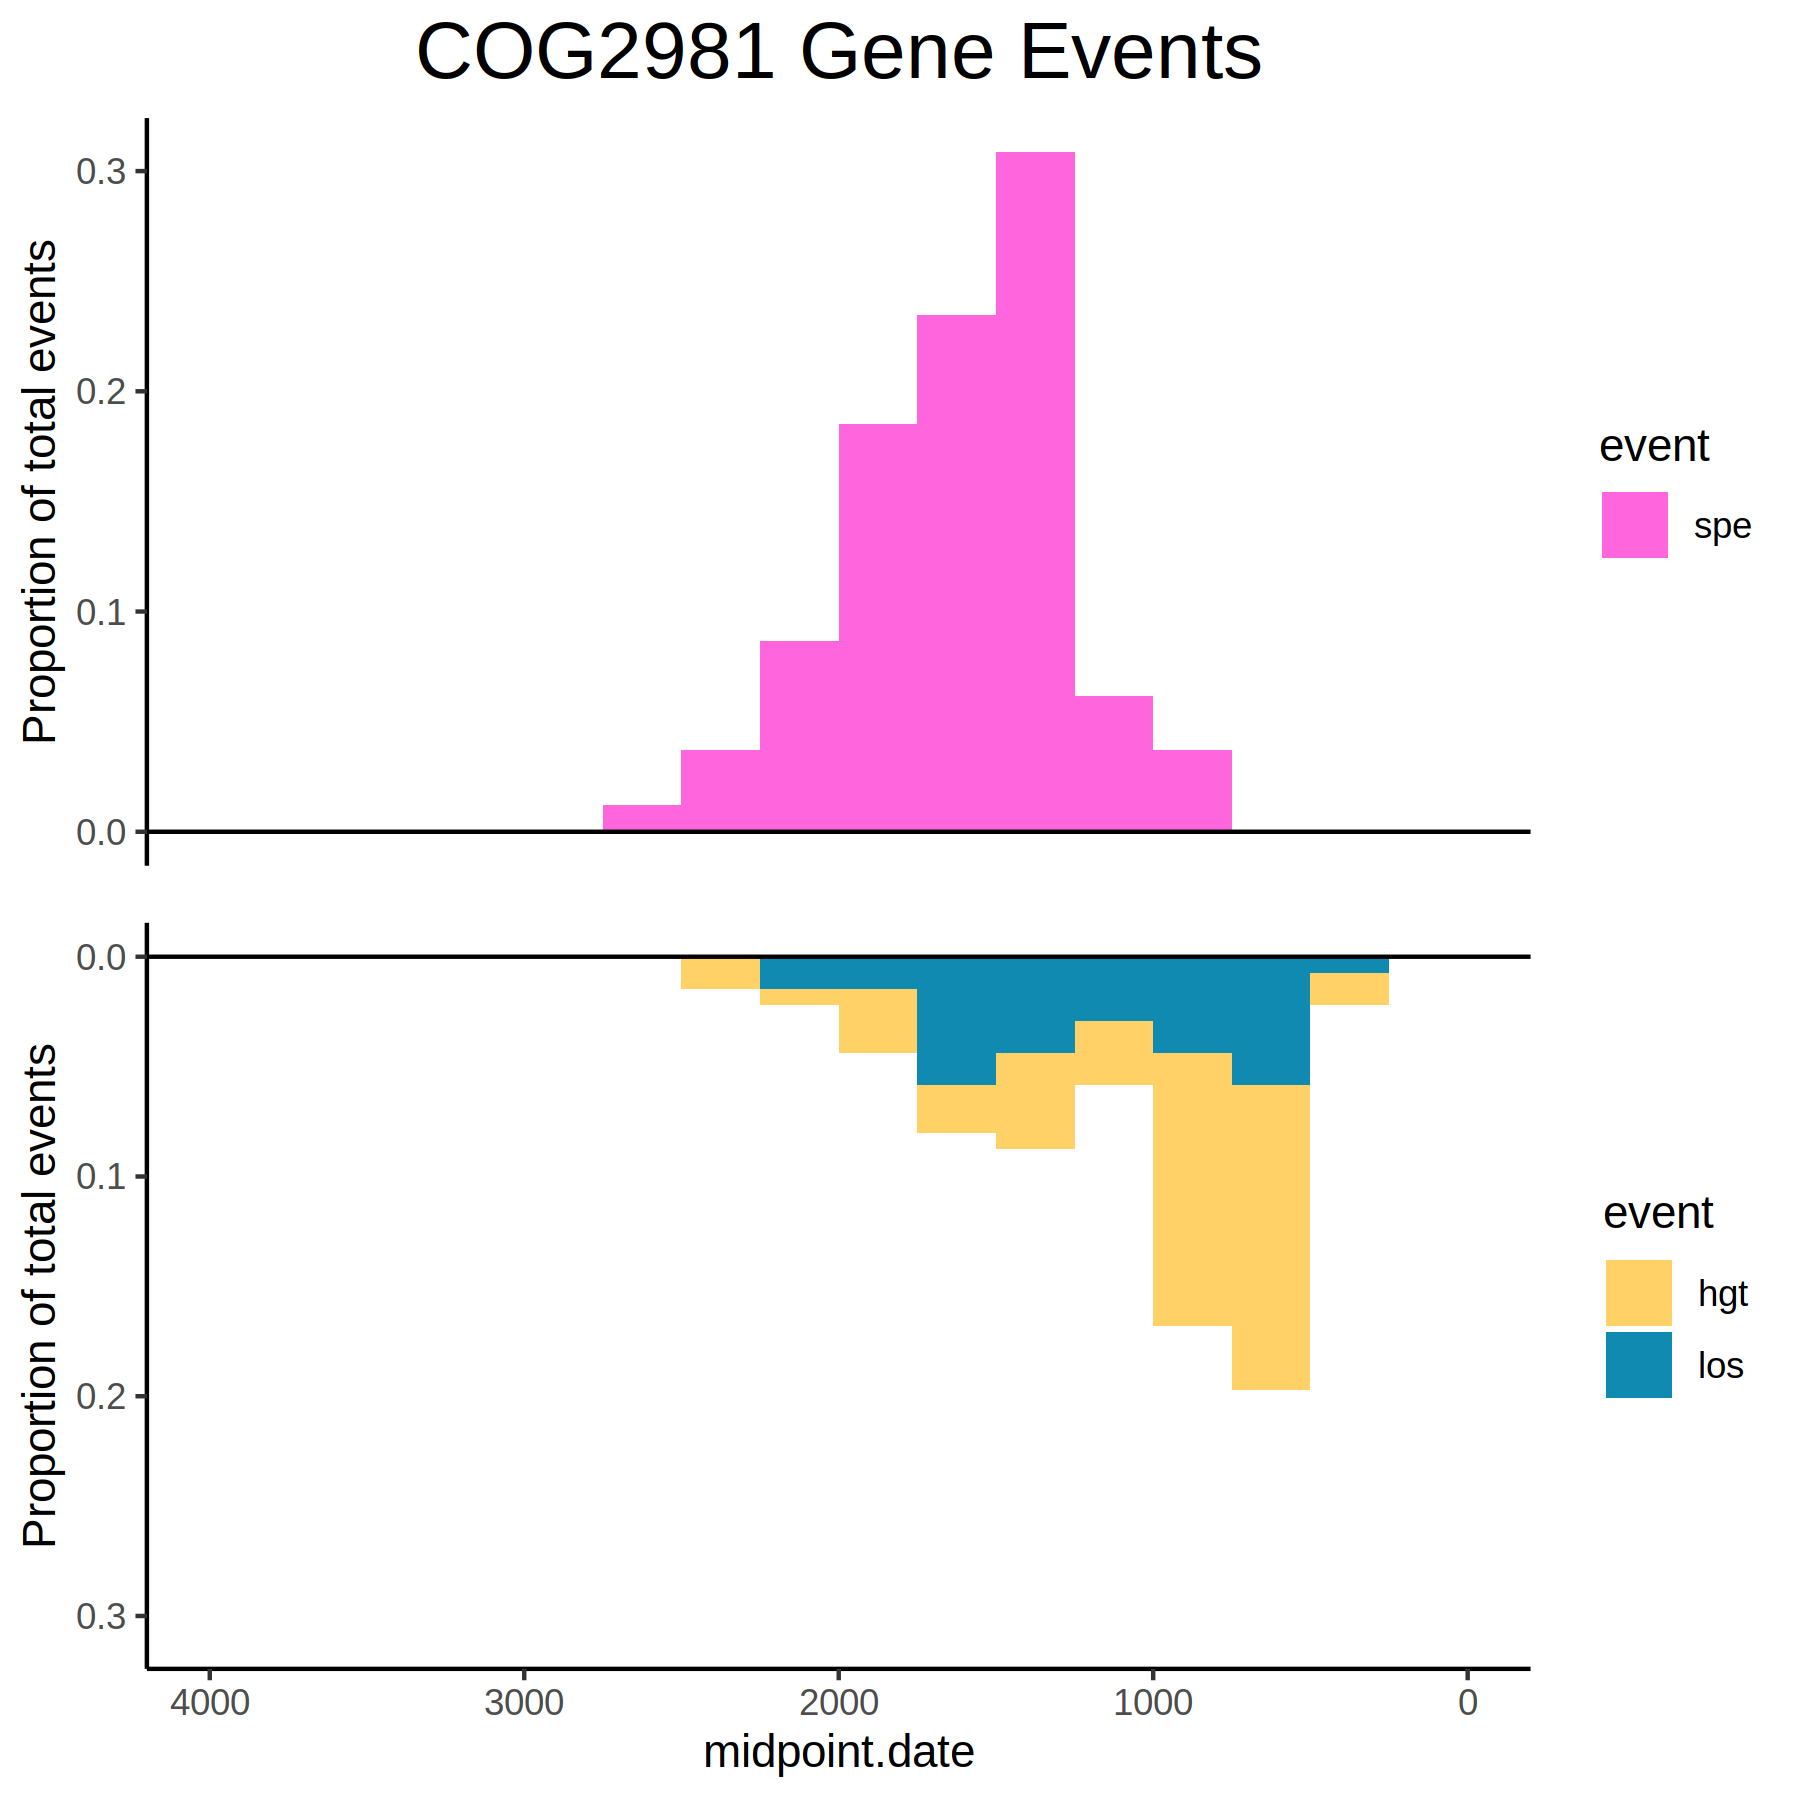 COG2981 Gene Events
Proportion of total events
0.3
0.2
0.1
0.0
event
spe
Proportion of total events
0.0
0.1
0.2
0.3
event
hgt
los
4000 3000 2000 1000 0
midpoint.date